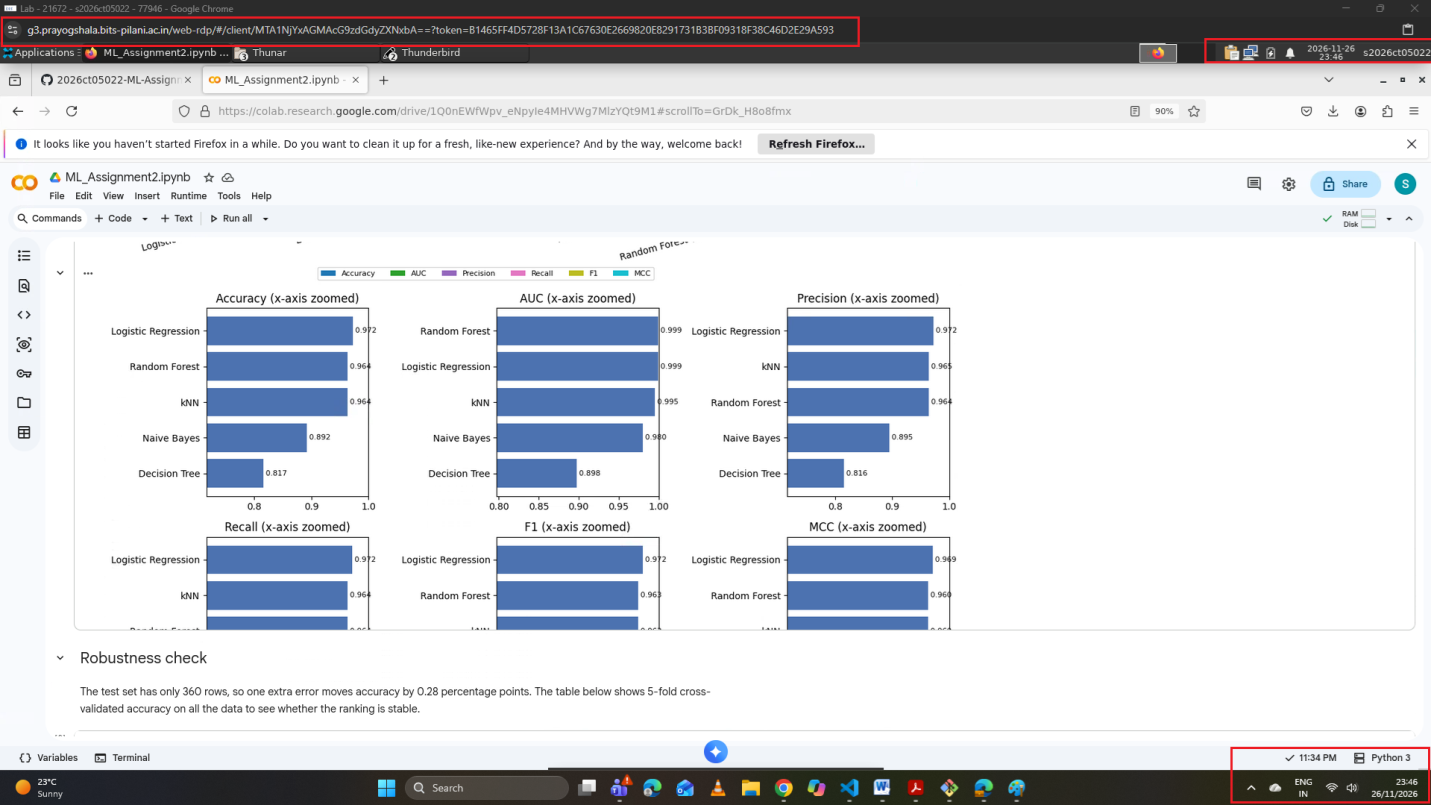 Lab - 21672 - s2026ct05022 - 77946 - Google Chrome
g3.prayogshala.bits-pilani.ac.in/web-rdp/#/client/MTA1NjYxAGMAcG9zdGdyZXNxbA==?token=B1465FF4D5728F13A1C67630E2669820E8291731B3BF09318F38C46D2E29A593
Applications
ML_Assignment2.ipynb ...
3
Thunar
2
Thunderbird
2026-11-26
23:46
s2026ct05022
2026ct05022-ML-Assignm
ML_Assignment2.ipynb -
https://colab.research.google.com/drive/1Q0nEWfWpv_eNpyIe4MHVWg7MlzYQt9M1#scrollTo=GrDk_H8o8fmx
90%
It looks like you haven't started Firefox in a while. Do you want to clean it up for a fresh, like-new experience? And by the way, welcome back!
Refresh Firefox...
ML_Assignment2.ipynb
File Edit View Insert Runtime Tools Help
Share
S
Commands + Code + Text Run all
RAM
Disk
Random Forest
Accuracy AUC Precision Recall F1 MCC
Accuracy (x-axis zoomed)
Logistic Regression 0.972
Random Forest 0.964
kNN 0.964
Naive Bayes 0.892
Decision Tree 0.817
0.8 0.9 1.0
AUC (x-axis zoomed)
Random Forest 0.999
Logistic Regression 0.999
kNN 0.995
Naive Bayes 0.980
Decision Tree 0.898
0.80 0.85 0.90 0.95 1.00
Precision (x-axis zoomed)
Logistic Regression 0.972
kNN 0.965
Random Forest 0.964
Naive Bayes 0.895
Decision Tree 0.816
0.8 0.9 1.0
Recall (x-axis zoomed)
Logistic Regression 0.972
kNN 0.964
F1 (x-axis zoomed)
Logistic Regression 0.972
Random Forest 0.963
MCC (x-axis zoomed)
Logistic Regression 0.969
Random Forest 0.960
Robustness check
The test set has only 360 rows, so one extra error moves accuracy by 0.28 percentage points. The table below shows 5-fold cross-
validated accuracy on all the data to see whether the ranking is stable.
Variables
Terminal
11:34 PM
Python 3
23°C
Sunny
Search
ENG
IN
23:46
26/11/2026